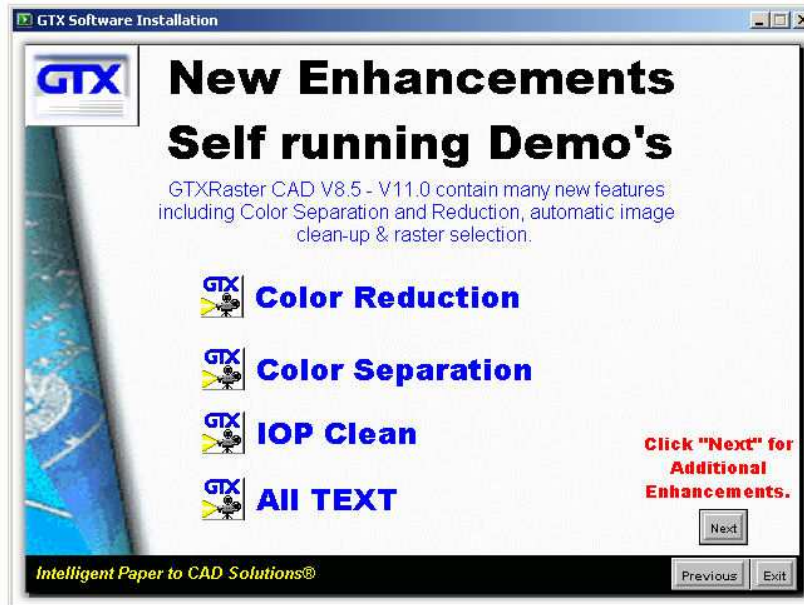 GTX Software Installation
GTX
New Enhancements
Self running Demo's
GTXRaster CAD V8.5 - V11.0 contain many new features
including Color Separation and Reduction, automatic image
clean-up & raster selection.
GTX
Color Reduction
GTX
Color Separation
GTX
IOP Clean
GTX
All TEXT
Click "Next" for
Additional
Enhancements.
Next
Intelligent Paper to CAD Solutions®
Previous
Exit